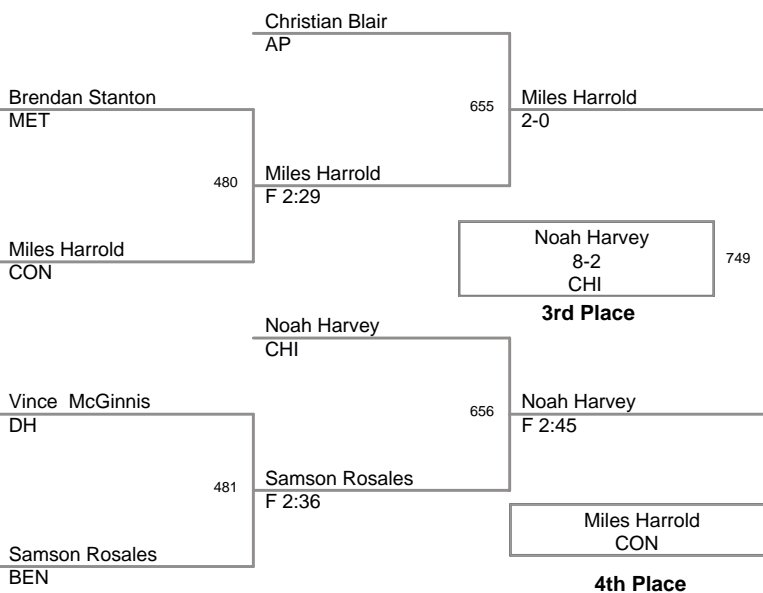 Christian Blair
AP
Brendan Stanton
MET
655
Miles Harrold
2-0
480
Miles Harrold
F 2:29
Miles Harrold
CON
Noah Harvey
8-2
CHI
749
3rd Place
Noah Harvey
CHI
Vince McGinnis
DH
656
Noah Harvey
F 2:45
481
Samson Rosales
F 2:36
Miles Harrold
CON
Samson Rosales
BEN
4th Place